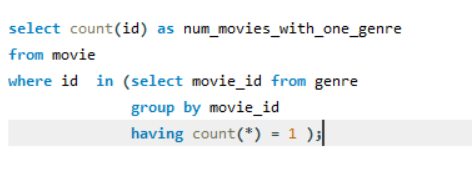 select count(id) as num_movies_with_one_genre
from movie
where id  in (select movie_id from genre
              group by movie_id
              having count(*) = 1 );